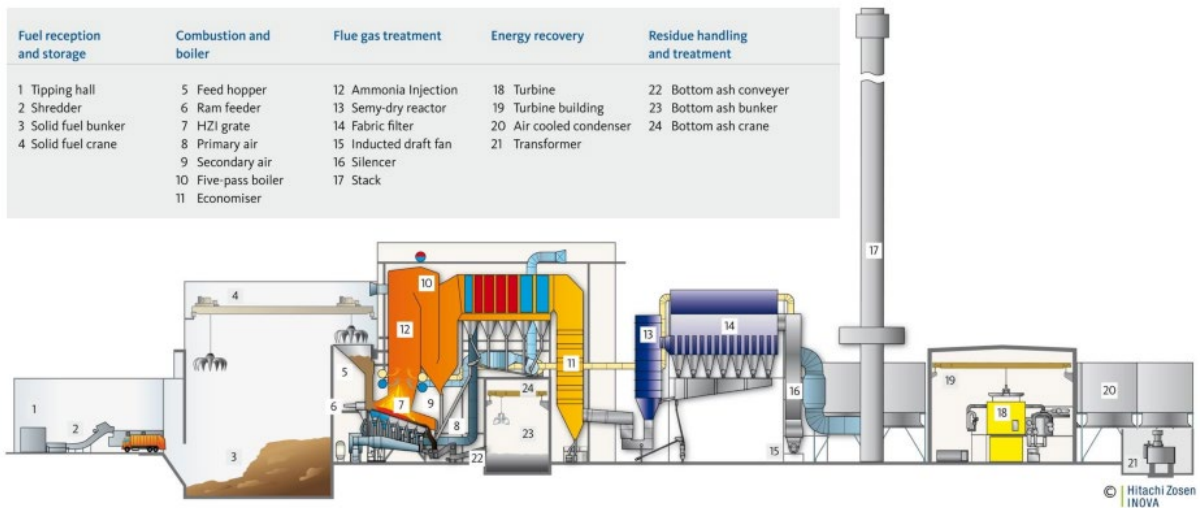 Fuel reception
and storage
1 Tipping hall
2 Shredder
3 Solid fuel bunker
4 Solid fuel crane
Combustion and
boiler
5 Feed hopper
6 Ram feeder
7 HZI grate
8 Primary air
9 Secondary air
10 Five-pass boiler
11 Economiser
Flue gas treatment
12 Ammonia Injection
13 Semy-dry reactor
14 Fabric filter
15 Inducted draft fan
16 Silencer
17 Stack
Energy recovery
18 Turbine
19 Turbine building
20 Air cooled condenser
21 Transformer
Residue handling
and treatment
22 Bottom ash conveyer
23 Bottom ash bunker
24 Bottom ash crane
17
4
10
12
13
14
11
5
24
19
20
16
6
7
9
1
2
8
23
18
3
22
15
21
© Hitachi Zosen
INOVA